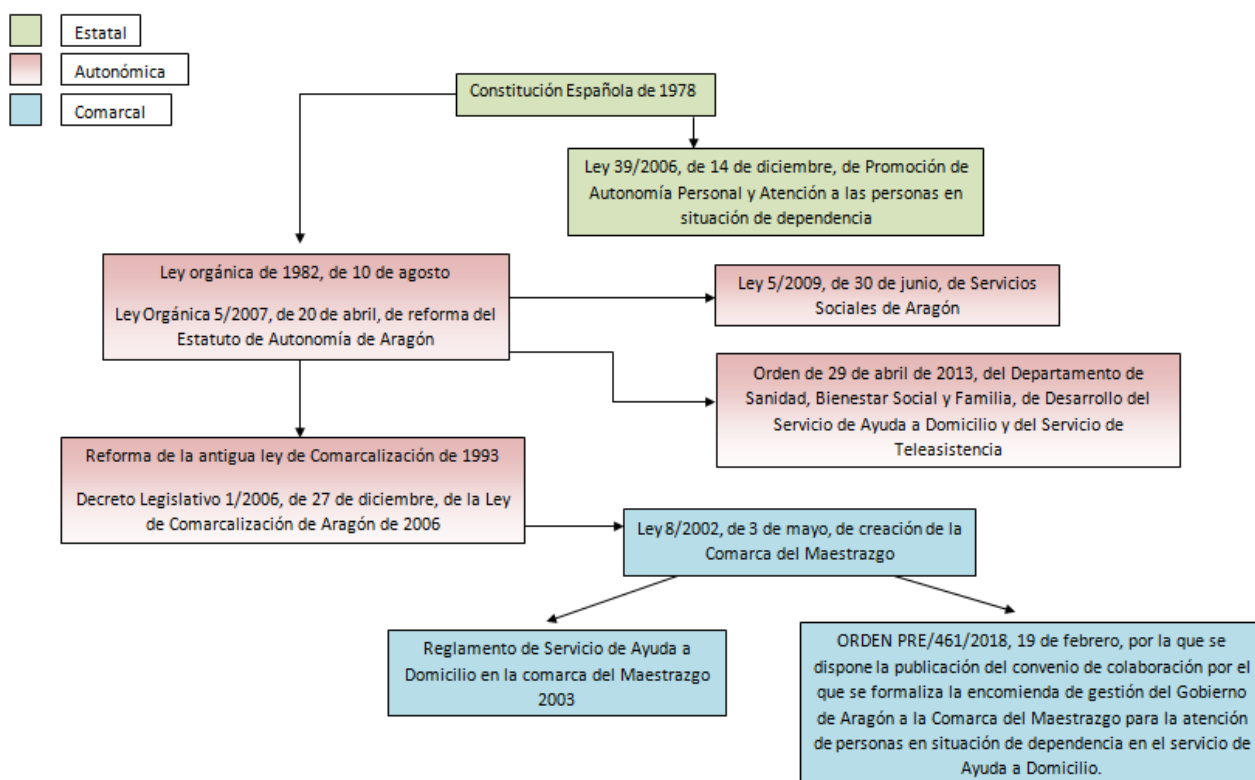 Estatal
Autonómica
Comarcal
Constitución Española de 1978
Ley 39/2006, de 14 de diciembre, de Promoción de
Autonomía Personal y Atención a las personas en
situación de dependencia
Ley orgánica de 1982, de 10 de agosto
Ley Orgánica 5/2007, de 20 de abril, de reforma del
Estatuto de Autonomía de Aragón
Ley 5/2009, de 30 de junio, de Servicios
Sociales de Aragón
Orden de 29 de abril de 2013, del Departamento de
Sanidad, Bienestar Social y Familia, de Desarrollo del
Servicio de Ayuda a Domicilio y del Servicio de
Teleasistencia
Reforma de la antigua ley de Comarcalización de 1993
Decreto Legislativo 1/2006, de 27 de diciembre, de la Ley
de Comarcalización de Aragón de 2006
Ley 8/2002, de 3 de mayo, de creación de la
Comarca del Maestrazgo
Reglamento de Servicio de Ayuda a
Domicilio en la comarca del Maestrazgo
2003
ORDEN PRE/461/2018, 19 de febrero, por la que se
dispone la publicación del convenio de colaboración por el
que se formaliza la encomienda de gestión del Gobierno
de Aragón a la Comarca del Maestrazgo para la atención
de personas en situación de dependencia en el servicio de
Ayuda a Domicilio.